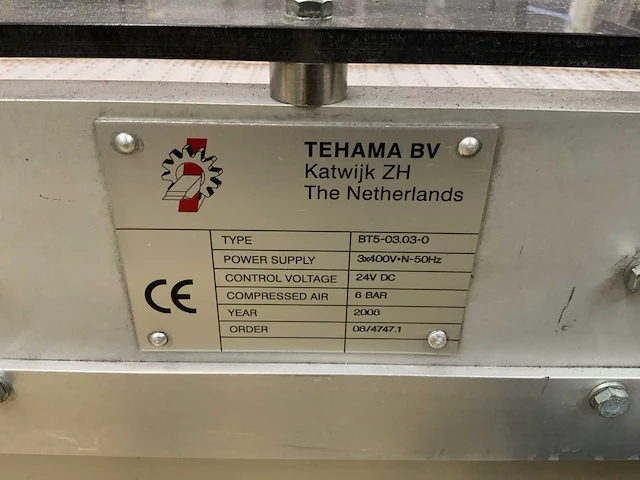 TEHAMA BV
Katwijk ZH
The Netherlands
TYPE BT5-03.03-0
POWER SUPPLY 3x400V+N-50Hz
CONTROL VOLTAGE 24V DC
CE COMPRESSED AIR 6 BAR
YEAR 2008
ORDER 08/4747.1